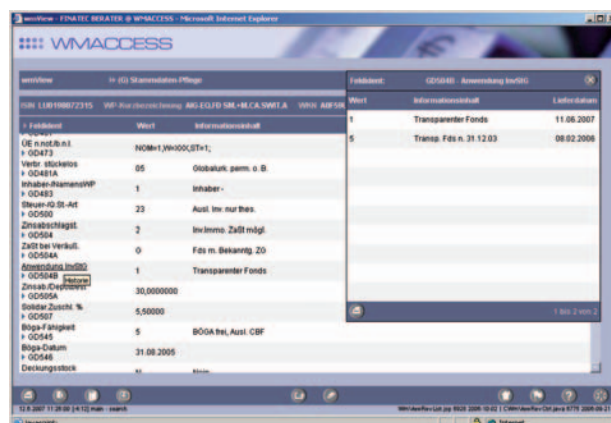 wmView - FINATEC BERATER @ WMACCESS - Microsoft Internet Explorer
WMACCESS
wmView (G) Stammdaten-Pflege
ISIN LU0100872315 WP-Kurzbezeichnung AIG-EQ.FD SML.+M.CA.SWIT.A WKN
Feldident Wert Informationsinhalt
ÜE n.not./b.n.l.
GD473 NOM=1,W=XXX,ST=1;
Verbr. stückelos
GD481A 05 Globalurk. perm. o. B.
Inhaber-/NamensWP
GD483 1 Inhaber-
Steuer-/Q.St.-Art
GD500 23 Ausl. Inv. nur thes.
Zinsabschlagst.
GD504 2 Inv.Immo. ZaSt mögl.
ZaSt bei Veräuß.
GD504A G Fds m. Bekanntg. ZG
Anwendung InvStG
GD504B 1 Transparenter Fonds
Historie
Zinsab./Depotbest.
GD505A 30,0000000
Solidar.Zuschl. %
GD507 5,50000
Böga-Fähigkeit
GD545 5 BÖGA frei, Ausl. CBF
Böga-Datum
GD546 31.08.2005
Deckungsstock
N Nein
Feldident: GD504B - Anwendung InvStG
Wert Informationsinhalt Lieferdatum
1 Transparenter Fonds 11.06.2007
5 Transp. Fds n. 31.12.03 08.02.2006
1 bis 2 von 2
Internet